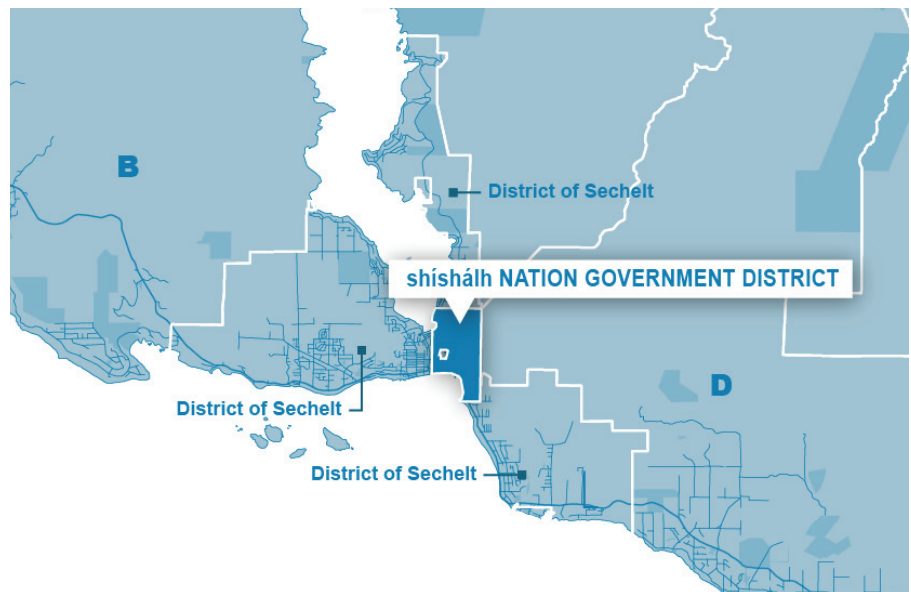 B
District of Sechelt
shíshálh NATION GOVERNMENT DISTRICT
District of Sechelt
D
District of Sechelt